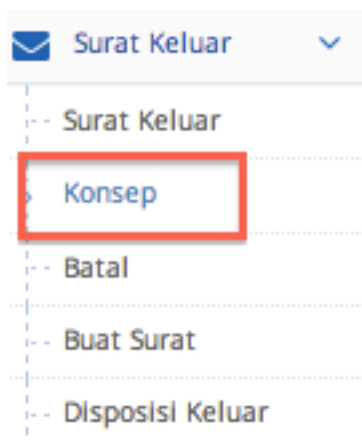 Surat Keluar
Surat Keluar
Konsep
Batal
Buat Surat
Disposisi Keluar